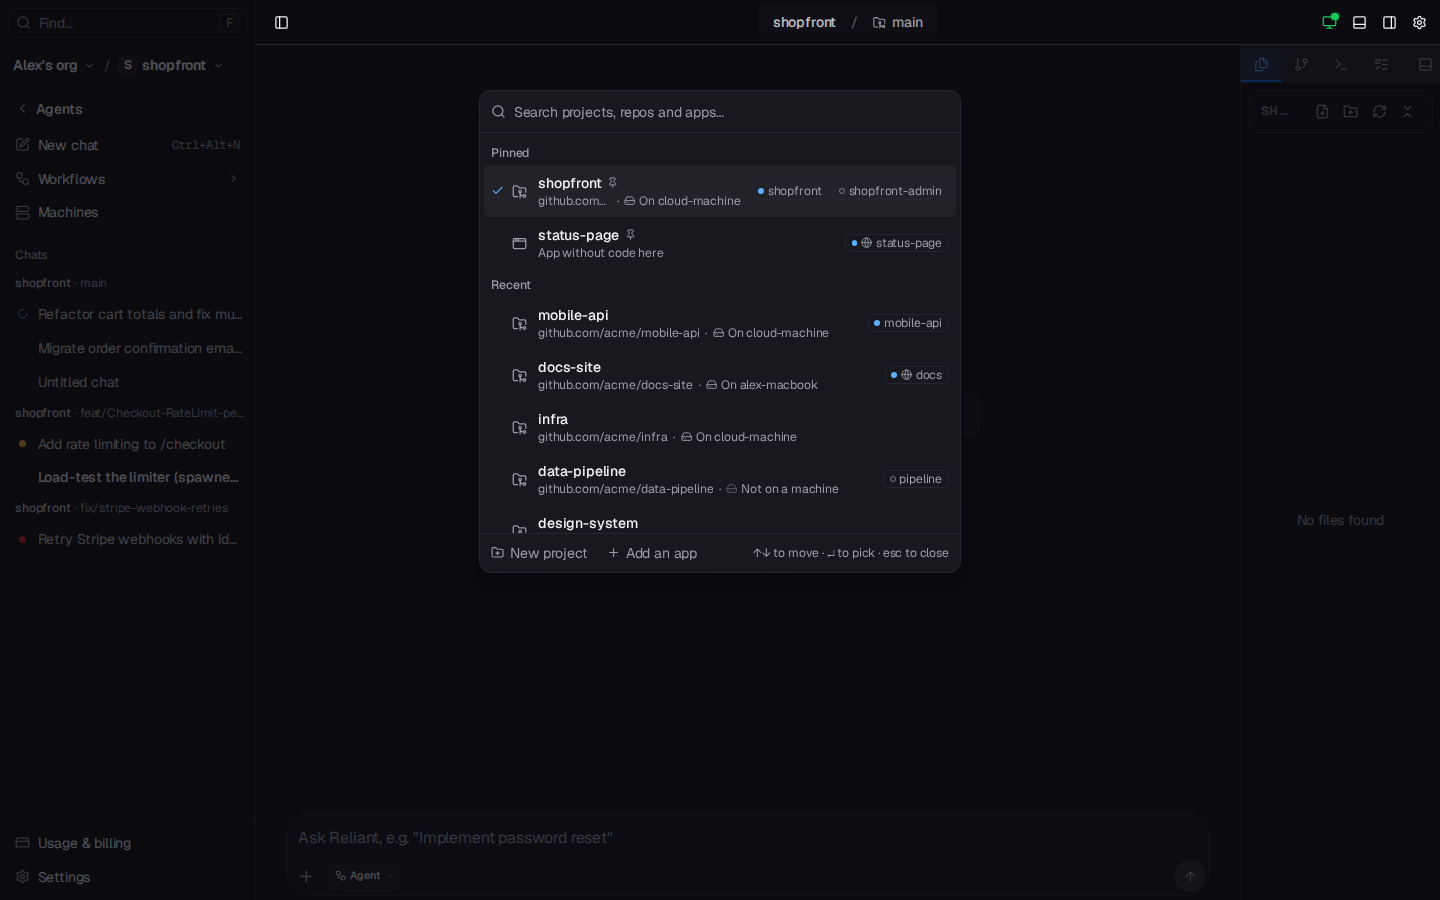 Find...
F
shopfront / main
Alex's org / S shopfront
Agents
New chat Ctrl+Alt+N
Workflows
Machines
Chats
shopfront · main
Refactor cart totals and fix mu...
Migrate order confirmation ema...
Untitled chat
shopfront · feat/Checkout-RateLimit-pe...
Add rate limiting to /checkout
Load-test the limiter (spawne...
shopfront · fix/stripe-webhook-retries
Retry Stripe webhooks with id...
Usage & billing
Settings
Search projects, repos and apps...
Pinned
shopfront
github.com... · On cloud-machine
shopfront
shopfront-admin
status-page
App without code here
status-page
Recent
mobile-api
github.com/acme/mobile-api · On cloud-machine
mobile-api
docs-site
github.com/acme/docs-site · On alex-macbook
docs
infra
github.com/acme/infra · On cloud-machine
data-pipeline
github.com/acme/data-pipeline · Not on a machine
pipeline
design-system
New project
Add an app
↑↓ to move · ↵ to pick · esc to close
Ask Reliant, e.g. "Implement password reset"
Agent
SH...
No files found